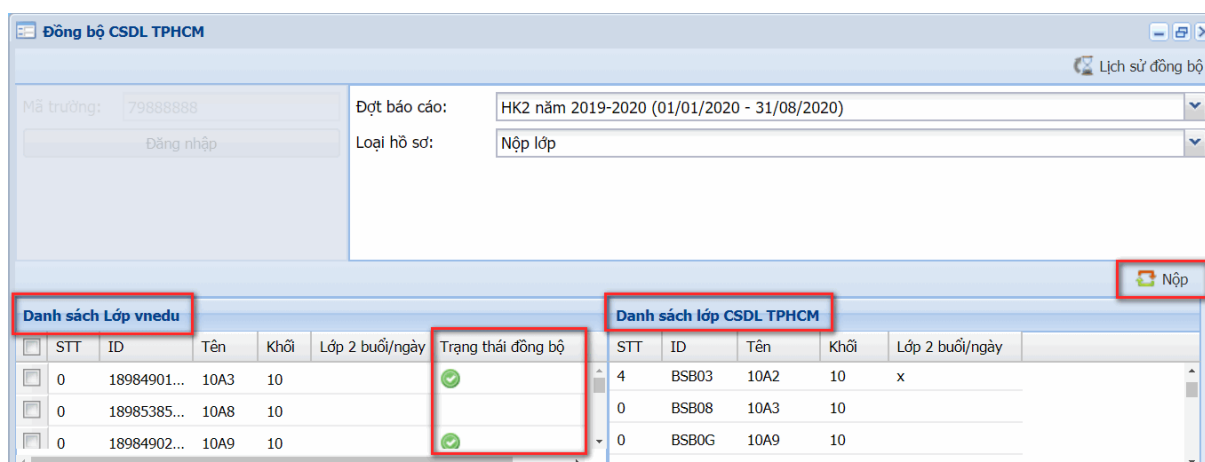 Đồng bộ CSDL TPHCM
Lịch sử đồng bộ
Mã trường: 79888888
Đăng nhập
Đợt báo cáo: HK2 năm 2019-2020 (01/01/2020 - 31/08/2020)
Loại hồ sơ: Nộp lớp
Nộp
Danh sách Lớp vnedu
STT ID Tên Khối Lớp 2 buổi/ngày Trạng thái đồng bộ
0 18984901... 10A3 10
0 18985385... 10A8 10
0 18984902... 10A9 10
Danh sách lớp CSDL TPHCM
STT ID Tên Khối Lớp 2 buổi/ngày
4 BSB03 10A2 10 x
0 BSB08 10A3 10
0 BSB0G 10A9 10